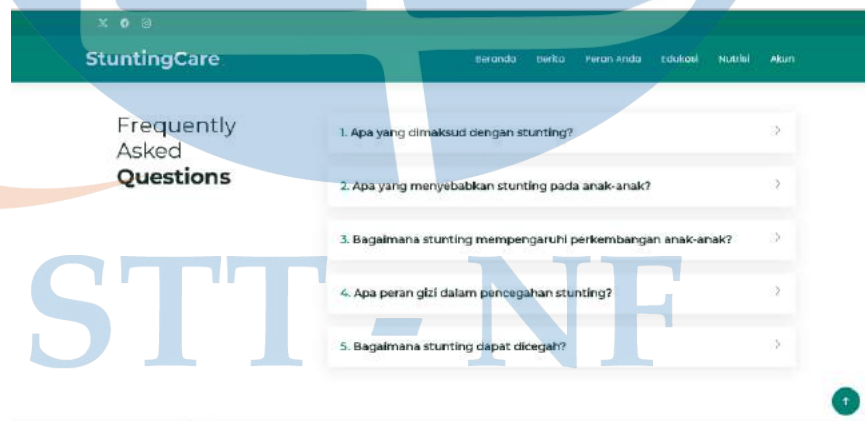 StuntingCare
Beranda Berita Peran Anda Edukasi Nutrisi Akun
Frequently
Asked
Questions
1. Apa yang dimaksud dengan stunting?
2. Apa yang menyebabkan stunting pada anak-anak?
3. Bagaimana stunting mempengaruhi perkembangan anak-anak?
4. Apa peran gizi dalam pencegahan stunting?
5. Bagaimana stunting dapat dicegah?
STT - NF